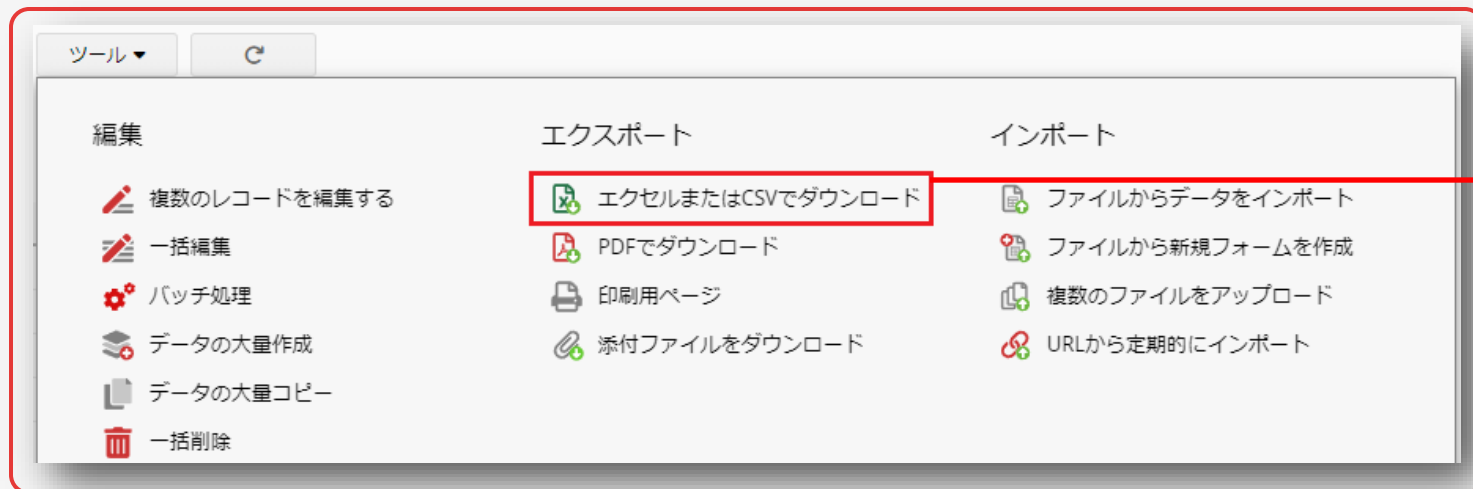 ツール
編集
複数のレコードを編集する
一括編集
バッチ処理
データの大量作成
データの大量コピー
一括削除
エクスポート
エクセルまたはCSVでダウンロード
PDFでダウンロード
印刷用ページ
添付ファイルをダウンロード
インポート
ファイルからデータをインポート
ファイルから新規フォームを作成
複数のファイルをアップロード
URLから定期的にインポート